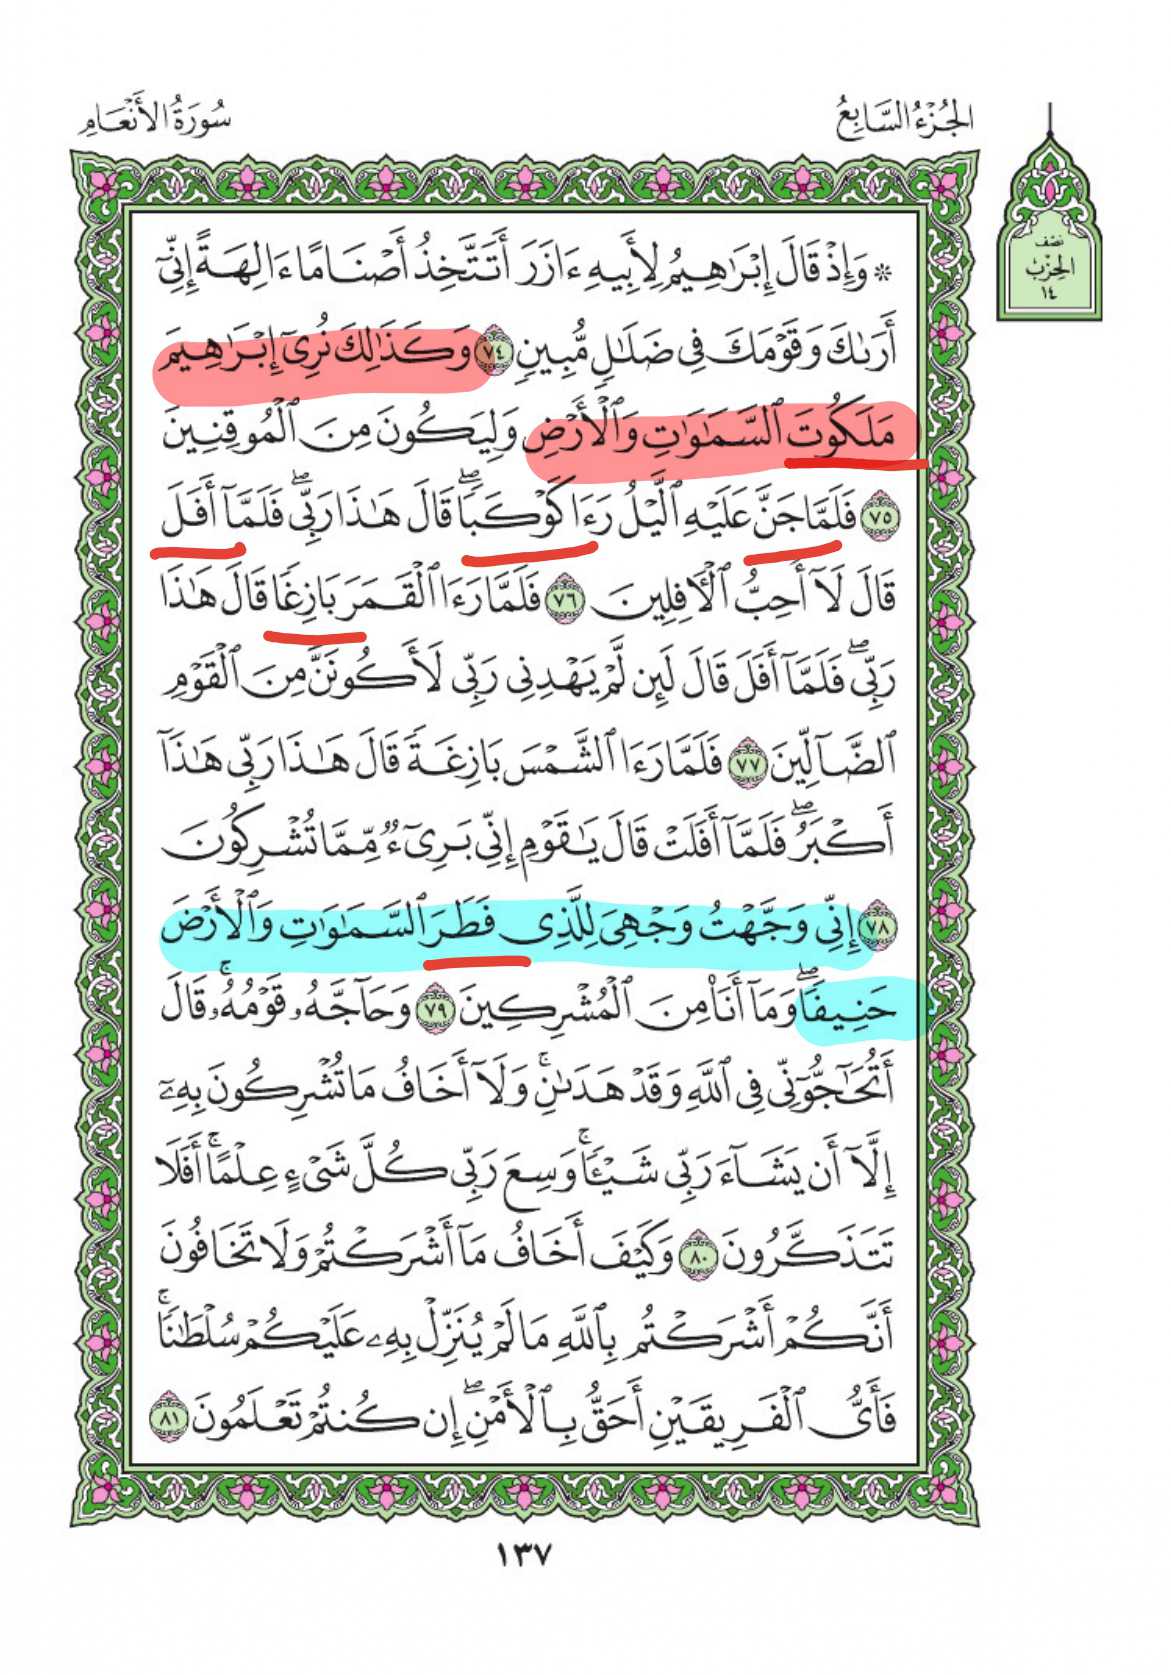 الجُزْءُ السَّابِعُ
سُورَةُ الأَنْعَامِ
نصف
الحِزْب
١٤
۞ وَإِذْ قَالَ إِبْرَٰهِيمُ لِأَبِيهِ ءَازَرَ أَتَتَّخِذُ أَصْنَامًا ءَالِهَةً إِنِّيٓ
أَرَىٰكَ وَقَوْمَكَ فِي ضَلَٰلٖ مُّبِينٖ ٧٤ وَكَذَٰلِكَ نُرِيٓ إِبْرَٰهِيمَ
مَلَكُوتَ ٱلسَّمَٰوَٰتِ وَٱلْأَرْضِ وَلِيَكُونَ مِنَ ٱلْمُوقِنِينَ
٧٥ فَلَمَّا جَنَّ عَلَيْهِ ٱلَّيْلُ رَءَا كَوْكَبٗاۖ قَالَ هَٰذَا رَبِّيۖ فَلَمَّآ أَفَلَ
قَالَ لَآ أُحِبُّ ٱلْأٓفِلِينَ ٧٦ فَلَمَّا رَءَا ٱلْقَمَرَ بَازِغٗا قَالَ هَٰذَا
رَبِّيۖ فَلَمَّآ أَفَلَ قَالَ لَئِن لَّمْ يَهْدِنِي رَبِّي لَأَكُونَنَّ مِنَ ٱلْقَوْمِ
ٱلضَّآلِّينَ ٧٧ فَلَمَّا رَءَا ٱلشَّمْسَ بَازِغَةٗ قَالَ هَٰذَا رَبِّي هَٰذَآ
أَكْبَرُۖ فَلَمَّآ أَفَلَتْ قَالَ يَٰقَوْمِ إِنِّي بَرِيٓءٞ مِّمَّا تُشْرِكُونَ
٧٨ إِنِّي وَجَّهْتُ وَجْهِيَ لِلَّذِي فَطَرَ ٱلسَّمَٰوَٰتِ وَٱلْأَرْضَ
حَنِيفٗاۖ وَمَآ أَنَا۠ مِنَ ٱلْمُشْرِكِينَ ٧٩ وَحَآجَّهُۥ قَوْمُهُۥۚ قَالَ
أَتُحَٰٓجُّوٓنِّي فِي ٱللَّهِ وَقَدْ هَدَىٰنِۚ وَلَآ أَخَافُ مَا تُشْرِكُونَ بِهِۦٓ
إِلَّآ أَن يَشَآءَ رَبِّي شَيْـٔٗاۚ وَسِعَ رَبِّي كُلَّ شَيْءٍ عِلْمًاۚ أَفَلَا
تَتَذَكَّرُونَ ٨٠ وَكَيْفَ أَخَافُ مَآ أَشْرَكْتُمْ وَلَا تَخَافُونَ
أَنَّكُمْ أَشْرَكْتُم بِٱللَّهِ مَا لَمْ يُنَزِّلْ بِهِۦ عَلَيْكُمْ سُلْطَٰنٗاۚ
فَأَيُّ ٱلْفَرِيقَيْنِ أَحَقُّ بِٱلْأَمْنِۖ إِن كُنتُمْ تَعْلَمُونَ ٨١
١٣٧